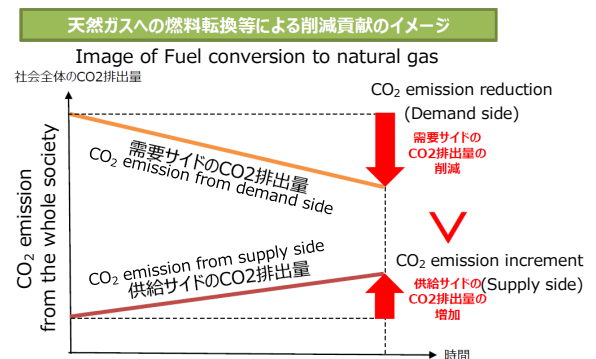 天然ガスへの燃料転換等による削減貢献のイメージ
Image of Fuel conversion to natural gas
社会全体のCO2排出量
CO₂ emission reduction
(Demand side)
需要サイドの
CO2排出量の
削減
需要サイドのCO2排出量
CO₂ emission from demand side
CO₂ emission
from the whole society
CO₂ emission from supply side
供給サイドのCO2排出量
CO₂ emission increment
(Supply side)
供給サイドの
CO2排出量の
増加
時間